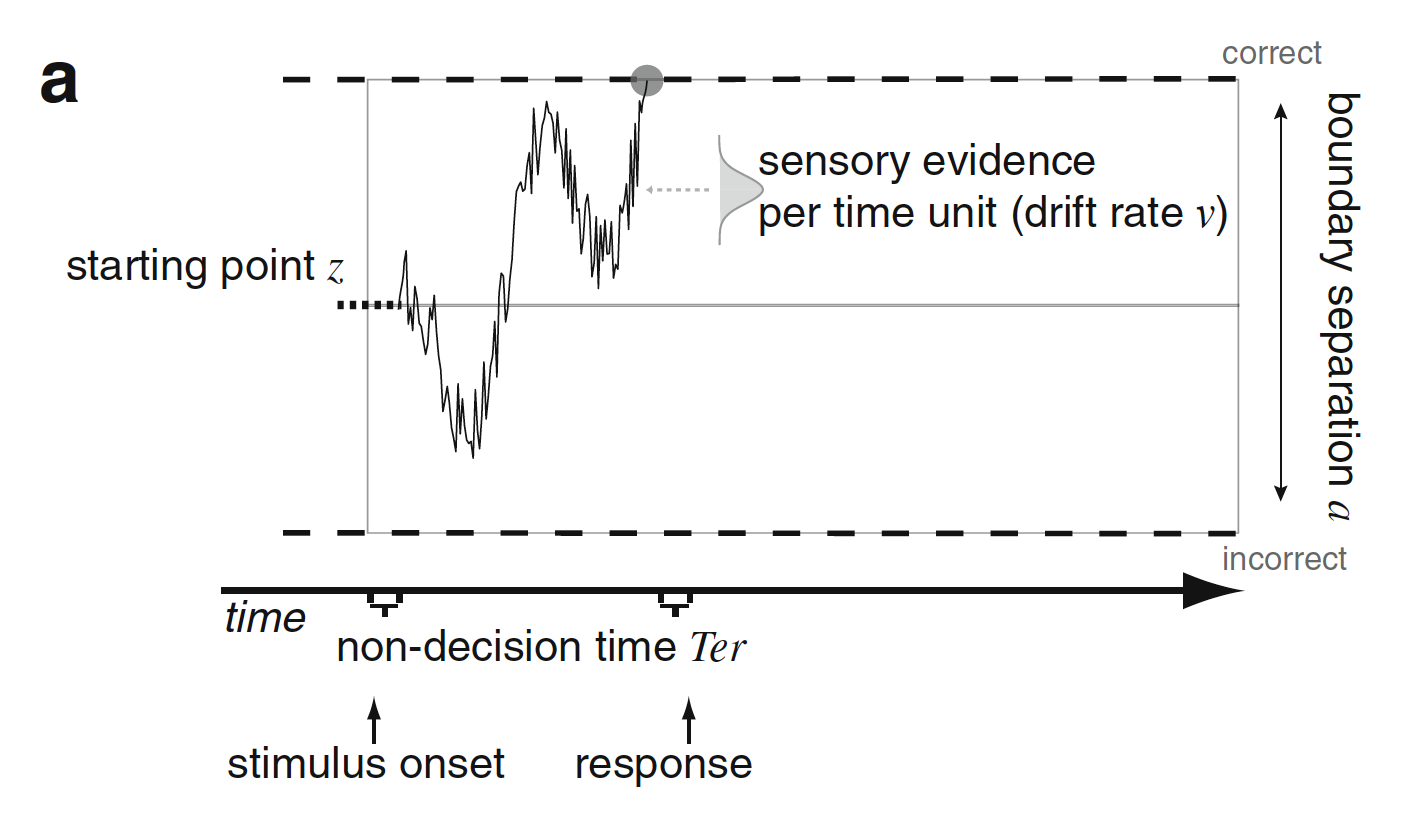 a
correct
sensory evidence
per time unit (drift rate v)
boundary separation a
starting point z
incorrect
time
non-decision time Ter
stimulus onset
response